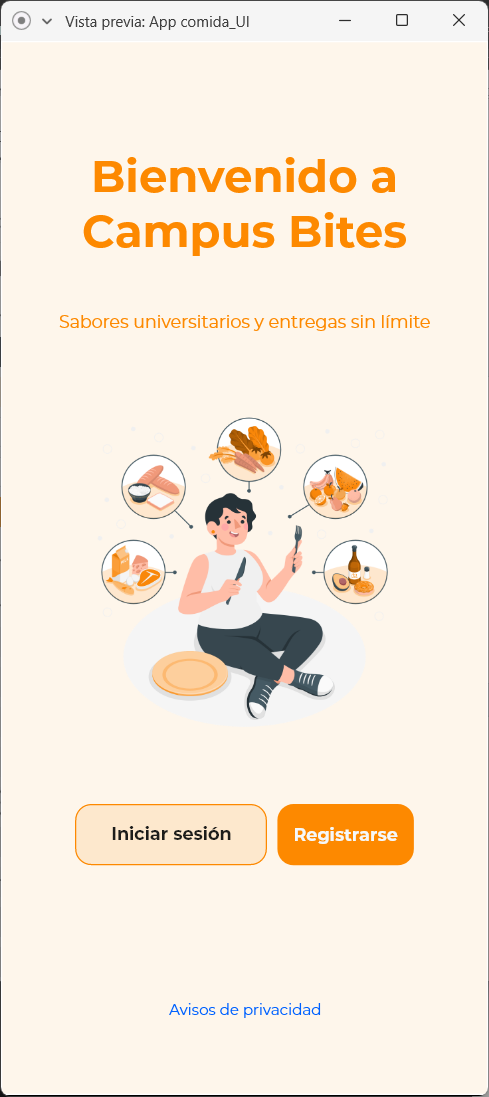 Vista previa: App comida_UI
Bienvenido a
Campus Bites
Sabores universitarios y entregas sin límite
Iniciar sesión
Registrarse
Avisos de privacidad